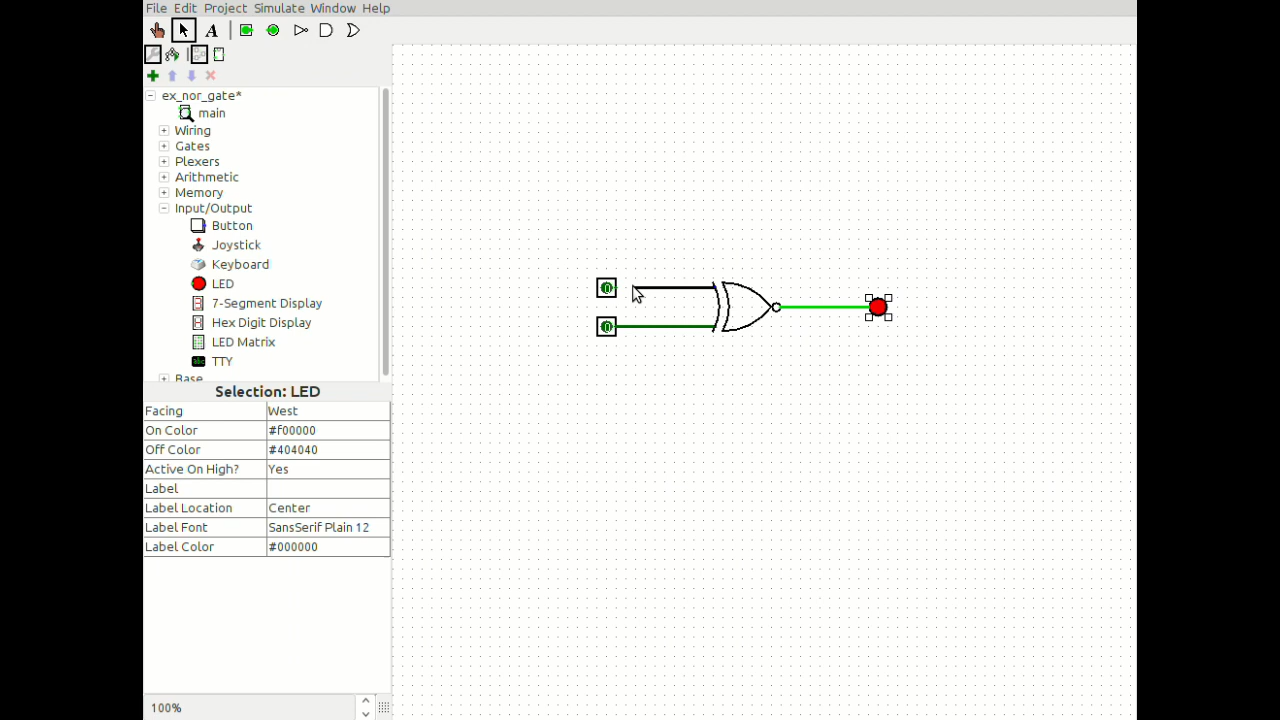 File Edit Project Simulate Window Help
A
ex_nor_gate*
main
Wiring
Gates
Plexers
Arithmetic
Memory
Input/Output
Button
Joystick
Keyboard
LED
7-Segment Display
Hex Digit Display
LED Matrix
TTY
Base
Selection: LED
Facing West
On Color #f00000
Off Color #404040
Active On High? Yes
Label
Label Location Center
Label Font SansSerif Plain 12
Label Color #000000
100%
0
0